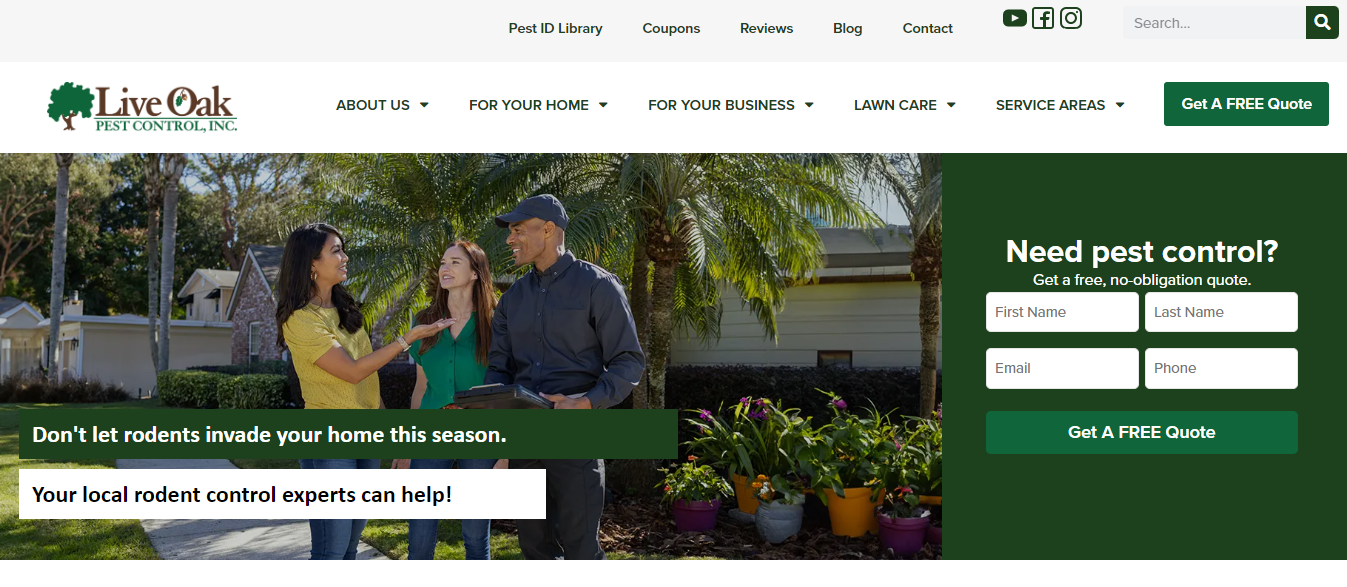 Pest ID Library Coupons Reviews Blog Contact Search...
Live Oak
PEST CONTROL, INC.
ABOUT US FOR YOUR HOME FOR YOUR BUSINESS LAWN CARE SERVICE AREAS Get A FREE Quote
Don't let rodents invade your home this season.
Your local rodent control experts can help!
Need pest control?
Get a free, no-obligation quote.
First Name Last Name
Email Phone
Get A FREE Quote